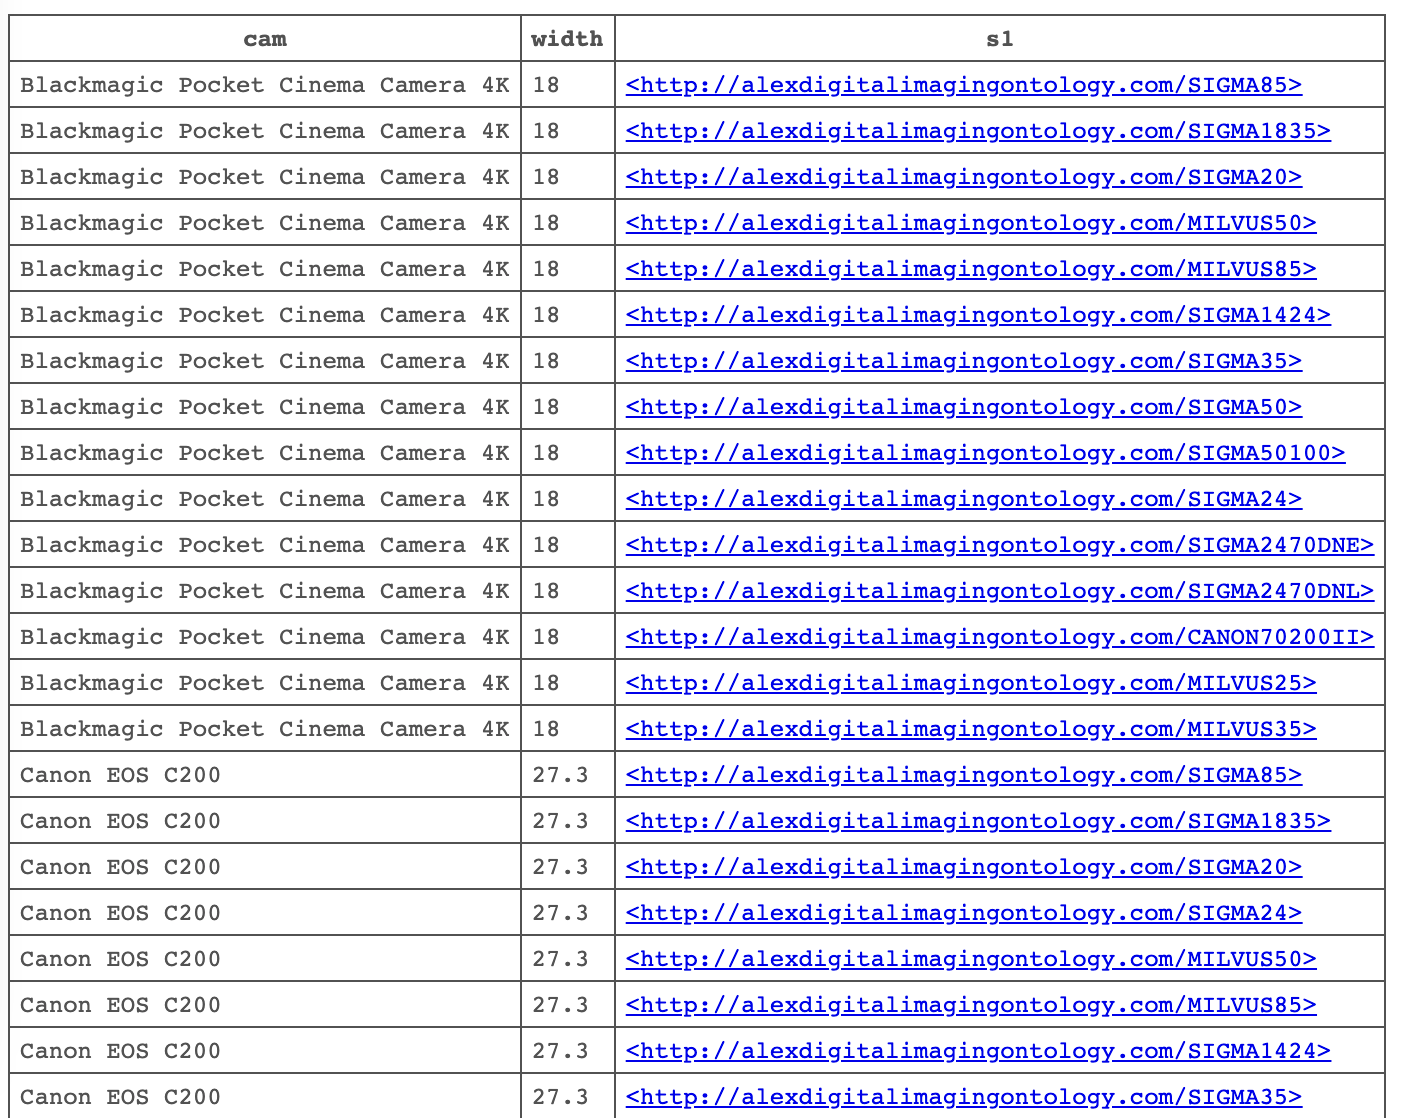 cam width s1
Blackmagic Pocket Cinema Camera 4K 18 <http://alexdigitalimagingontology.com/SIGMA85>
Blackmagic Pocket Cinema Camera 4K 18 <http://alexdigitalimagingontology.com/SIGMA1835>
Blackmagic Pocket Cinema Camera 4K 18 <http://alexdigitalimagingontology.com/SIGMA20>
Blackmagic Pocket Cinema Camera 4K 18 <http://alexdigitalimagingontology.com/MILVUS50>
Blackmagic Pocket Cinema Camera 4K 18 <http://alexdigitalimagingontology.com/MILVUS85>
Blackmagic Pocket Cinema Camera 4K 18 <http://alexdigitalimagingontology.com/SIGMA1424>
Blackmagic Pocket Cinema Camera 4K 18 <http://alexdigitalimagingontology.com/SIGMA35>
Blackmagic Pocket Cinema Camera 4K 18 <http://alexdigitalimagingontology.com/SIGMA50>
Blackmagic Pocket Cinema Camera 4K 18 <http://alexdigitalimagingontology.com/SIGMA50100>
Blackmagic Pocket Cinema Camera 4K 18 <http://alexdigitalimagingontology.com/SIGMA24>
Blackmagic Pocket Cinema Camera 4K 18 <http://alexdigitalimagingontology.com/SIGMA2470DNE>
Blackmagic Pocket Cinema Camera 4K 18 <http://alexdigitalimagingontology.com/SIGMA2470DNL>
Blackmagic Pocket Cinema Camera 4K 18 <http://alexdigitalimagingontology.com/CANON70200II>
Blackmagic Pocket Cinema Camera 4K 18 <http://alexdigitalimagingontology.com/MILVUS25>
Blackmagic Pocket Cinema Camera 4K 18 <http://alexdigitalimagingontology.com/MILVUS35>
Canon EOS C200 27.3 <http://alexdigitalimagingontology.com/SIGMA85>
Canon EOS C200 27.3 <http://alexdigitalimagingontology.com/SIGMA1835>
Canon EOS C200 27.3 <http://alexdigitalimagingontology.com/SIGMA20>
Canon EOS C200 27.3 <http://alexdigitalimagingontology.com/SIGMA24>
Canon EOS C200 27.3 <http://alexdigitalimagingontology.com/MILVUS50>
Canon EOS C200 27.3 <http://alexdigitalimagingontology.com/MILVUS85>
Canon EOS C200 27.3 <http://alexdigitalimagingontology.com/SIGMA1424>
Canon EOS C200 27.3 <http://alexdigitalimagingontology.com/SIGMA35>